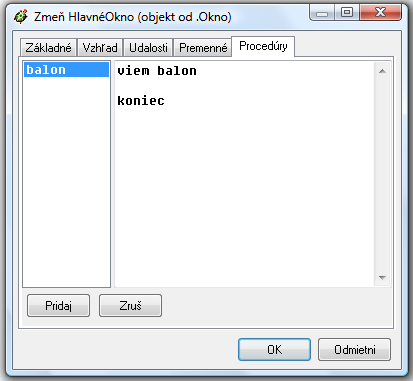 Zmeň HlavnéOkno (objekt od .Okno)
Základné Vzhľad Udalosti Premenné Procedúry
balon
viem balon
koniec
Pridaj Zruš
OK Odmietni